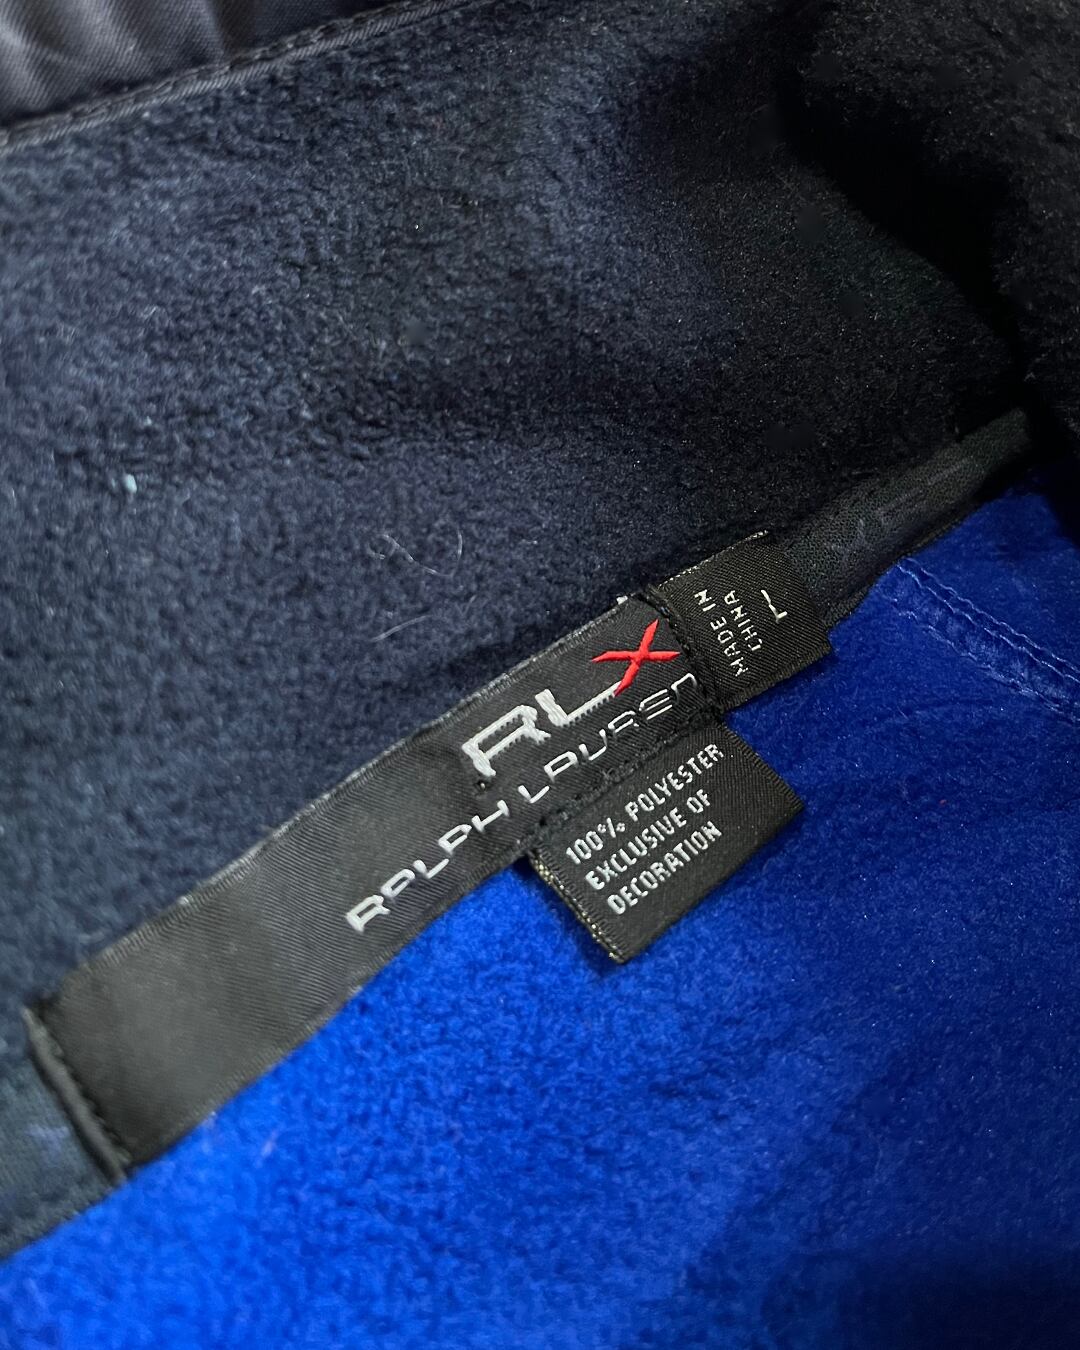 RLX
RALPH LAUREN
MADE IN
CHINA
L
100% POLYESTER
EXCLUSIVE OF
DECORATION